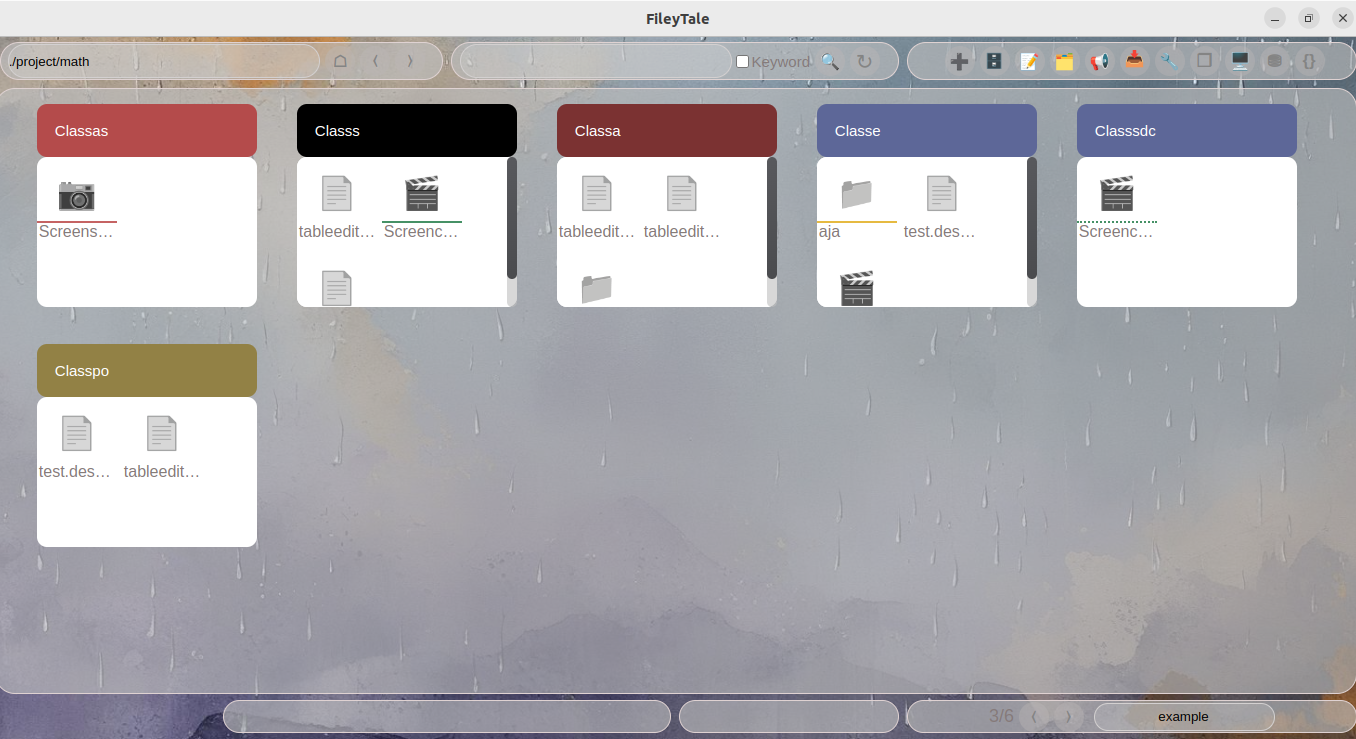 FileyTale
./project/math
Keyword
Classas
Classs
Classa
Classe
Classsdc
Screens...
tableedit...
Screenc...
tableedit...
tableedit...
aja
test.des...
Screenc...
Classpo
test.des...
tableedit...
3/6
example